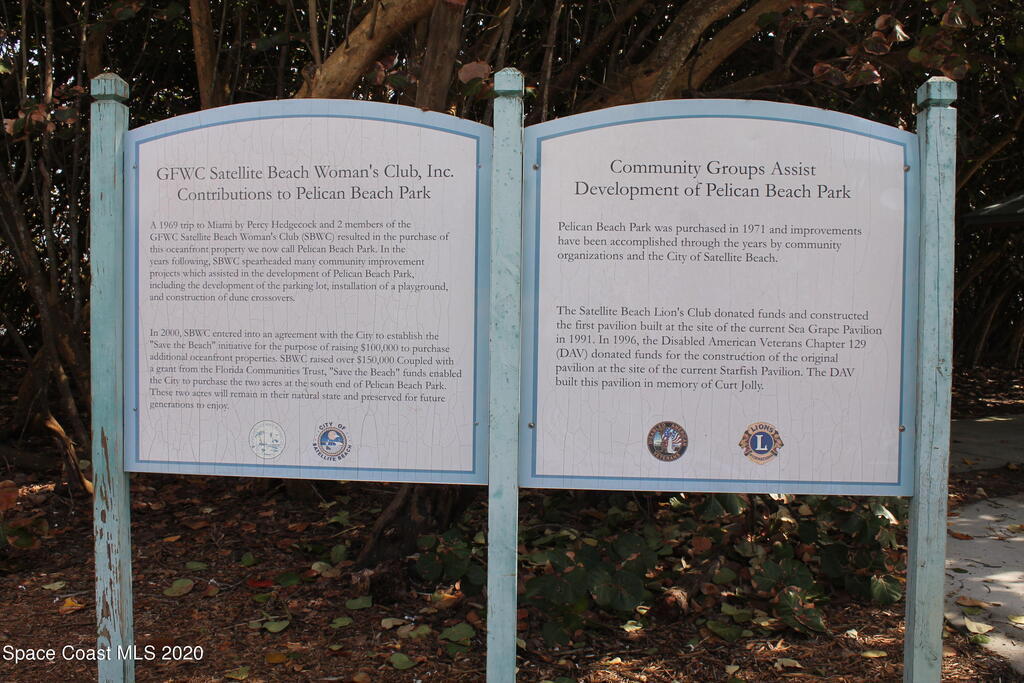 GFWC Satellite Beach Woman's Club, Inc.
Contributions to Pelican Beach Park
A 1969 trip to Miami by Percy Hedgecock and 2 members of the
GFWC Satellite Beach Woman's Club (SBWC) resulted in the purchase of
this oceanfront property we now call Pelican Beach Park. In the
years following, SBWC spearheaded many community improvement
projects which assisted in the development of Pelican Beach Park,
including the development of the parking lot, installation of a playground,
and construction of dune crossovers.
In 2000, SBWC entered into an agreement with the City to establish the
"Save the Beach" initiative for the purpose of raising $100,000 to purchase
additional oceanfront properties. SBWC raised over $150,000 Coupled with
a grant from the Florida Communities Trust, "Save the Beach" funds enabled
the City to purchase the two acres at the south end of Pelican Beach Park.
These two acres will remain in their natural state and preserved for future
generations to enjoy.
CITY OF
SATELLITE BEACH
Community Groups Assist
Development of Pelican Beach Park
Pelican Beach Park was purchased in 1971 and improvements
have been accomplished through the years by community
organizations and the City of Satellite Beach.
The Satellite Beach Lion's Club donated funds and constructed
the first pavilion built at the site of the current Sea Grape Pavilion
in 1991. In 1996, the Disabled American Veterans Chapter 129
(DAV) donated funds for the construction of the original
pavilion at the site of the current Starfish Pavilion. The DAV
built this pavilion in memory of Curt Jolly.
LIONS
L
INTERNATIONAL
Space Coast MLS 2020